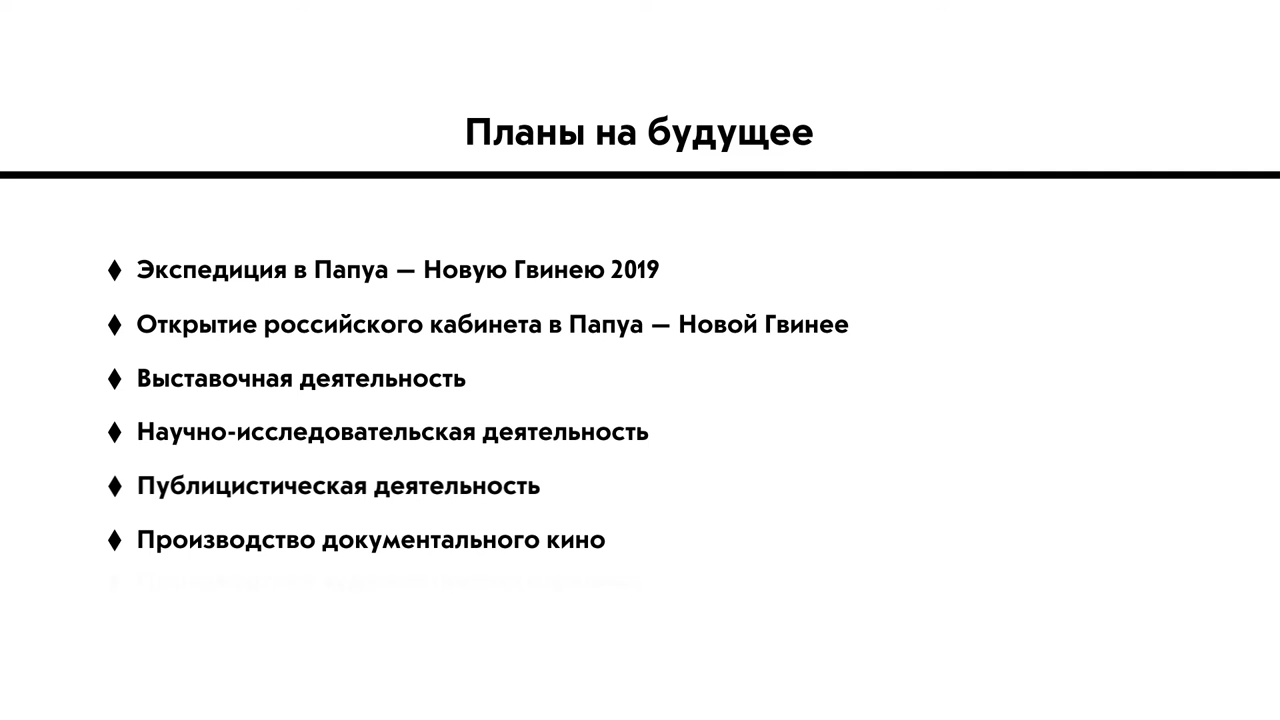 Планы на будущее
Экспедиция в Папуа — Новую Гвинею 2019
Открытие российского кабинета в Папуа — Новой Гвинее
Выставочная деятельность
Научно-исследовательская деятельность
Публицистическая деятельность
Производство документального кино